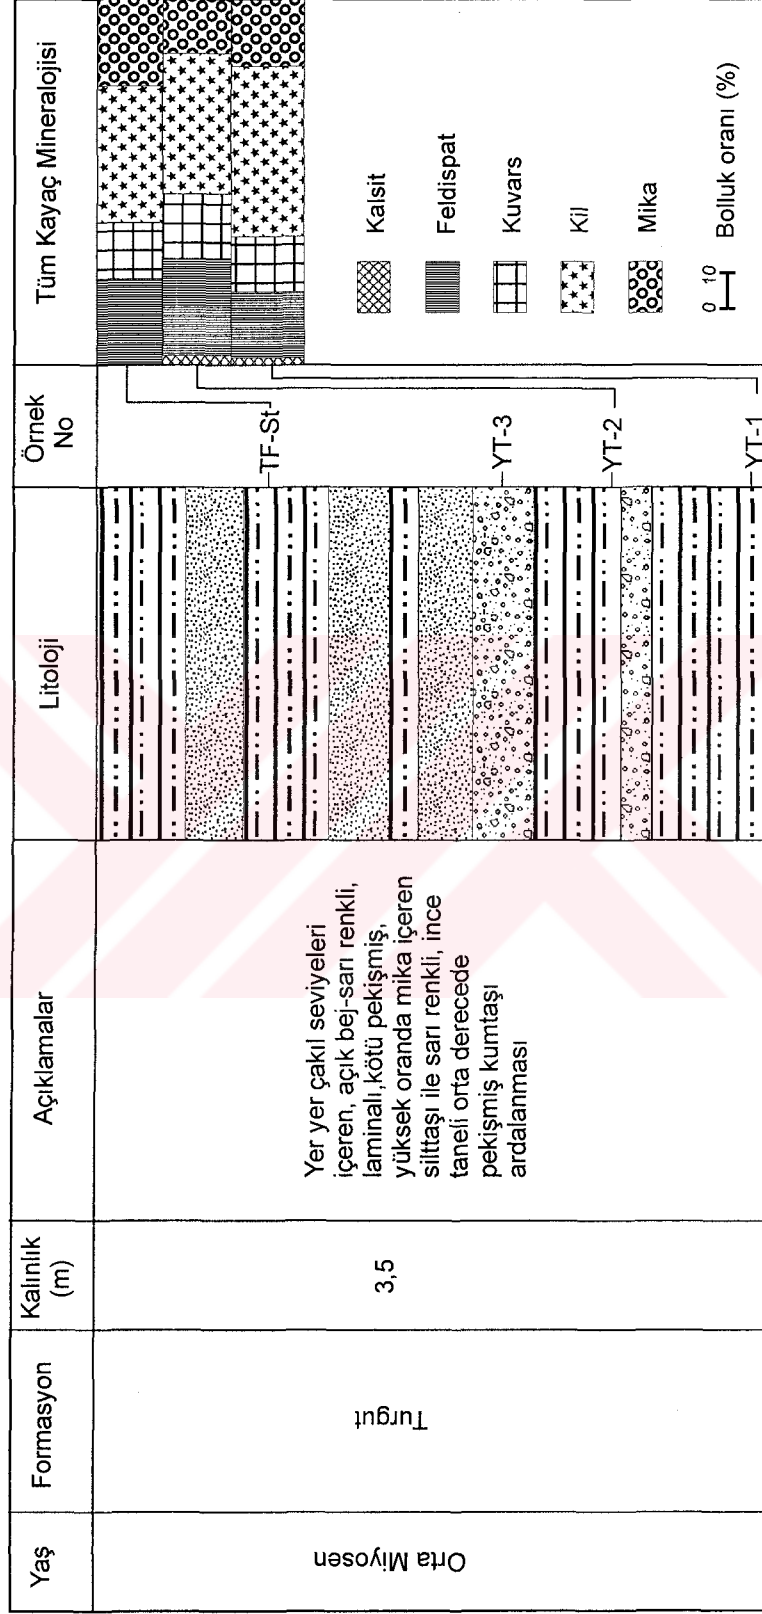 Yaş
Formasyon
Kalınlık
(m)
Açıklamalar
Litoloji
Örnek
No
Tüm Kayaç Mineralojisi
Orta Miyosen
Turgut
3,5
Yer yer çakıl seviyeleri
içeren, açık bej-sarı renkli,
laminalı,kötü pekişmiş,
yüksek oranda mika içeren
silttaşı ile sarı renkli, ince
taneli orta derecede
pekişmiş kumtaşı
ardalanması
TF-St
YT-3
YT-2
YT-1
Kalsit
Feldispat
Kuvars
Kil
Mika
0 10
Bolluk oranı (%)